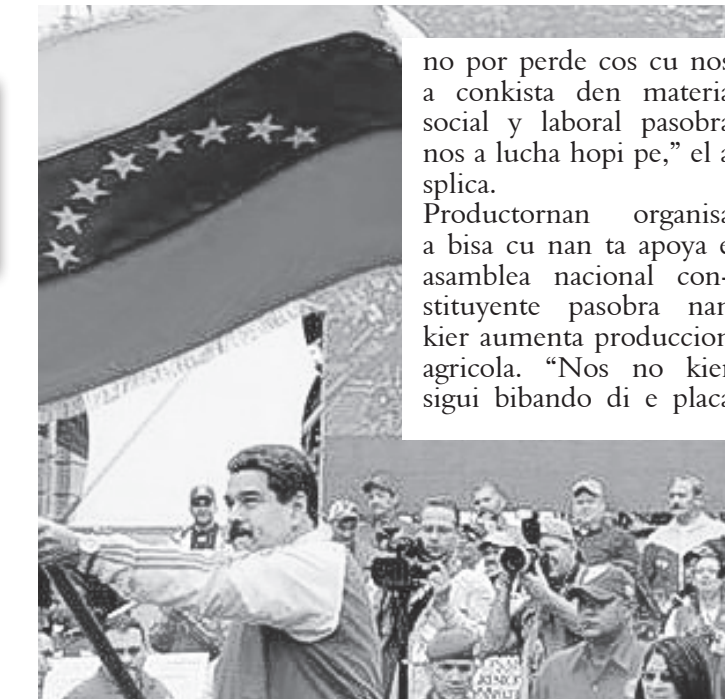 no por perde cos cu nos
a conkista den materia
social y laboral pasobra
nos a lucha hopi pe,” el a
splica.
Productornan organisa
a bisa cu nan ta apoya e
asamblea nacional con-
stituyente pasobra nan
kier aumenta produccion
agricola. “Nos no kier
sigui bibando di e placa